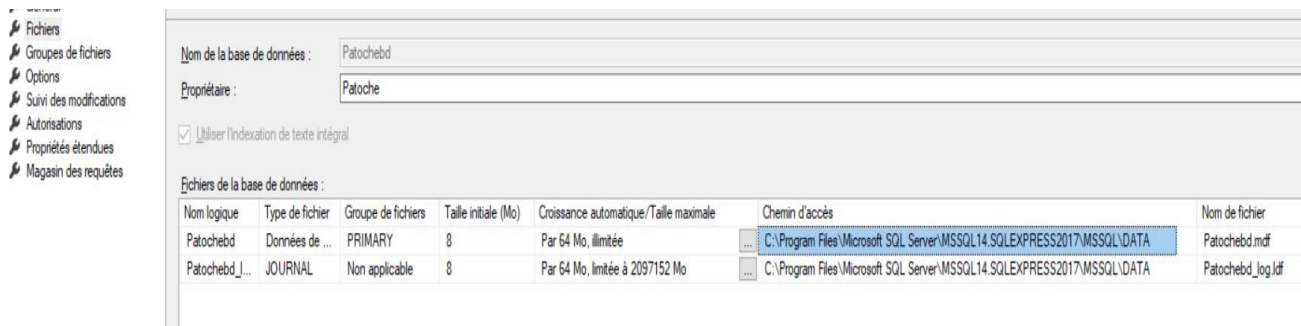 Fichiers
Groupes de fichiers
Options
Suivi des modifications
Autorisations
Propriétés étendues
Magasin des requêtes
Nom de la base de données : Patochebd
Propriétaire : Patoche
Utiliser l'indexation de texte intégral
Fichiers de la base de données :
Nom logique Type de fichier Groupe de fichiers Taille initiale (Mo) Croissance automatique/Taille maximale Chemin d'accès Nom de fichier
Patochebd Données de ... PRIMARY 8 Par 64 Mo, illimitée ... C:\Program Files\Microsoft SQL Server\MSSQL14.SQLEXPRESS2017\MSSQL\DATA Patochebd.mdf
Patochebd_l... JOURNAL Non applicable 8 Par 64 Mo, limitée à 2097152 Mo ... C:\Program Files\Microsoft SQL Server\MSSQL14.SQLEXPRESS2017\MSSQL\DATA Patochebd_log.ldf